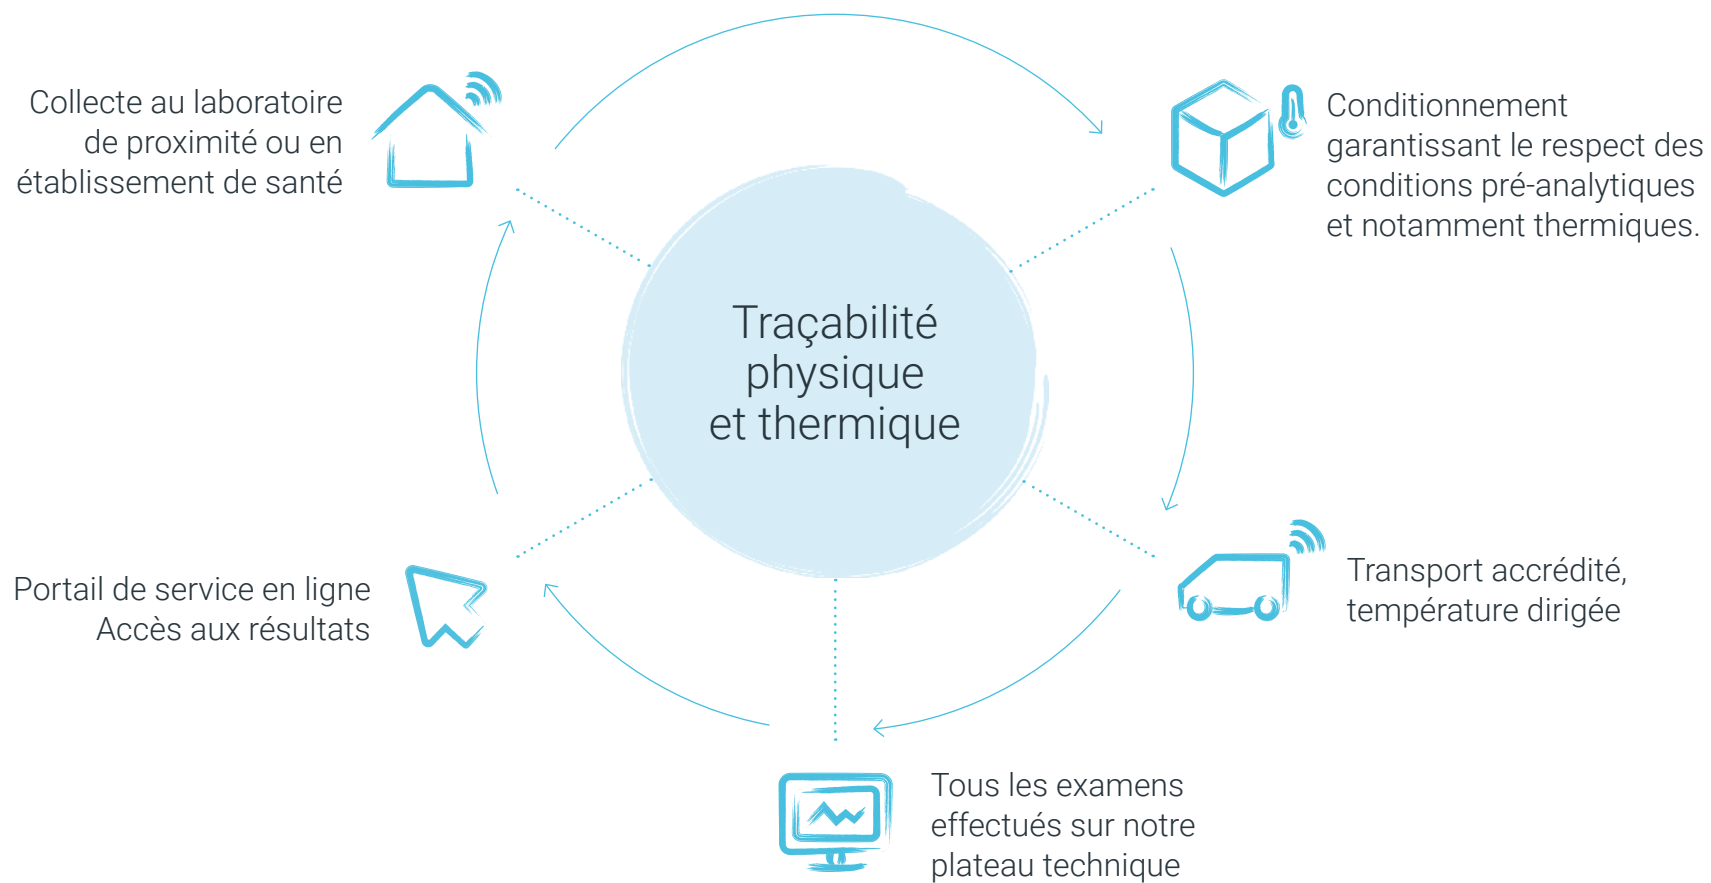 Collecte au laboratoire
de proximité ou en
établissement de santé
Conditionnement
garantissant le respect des
conditions pré-analytiques
et notamment thermiques.
Traçabilité
physique
et thermique
Transport accrédité,
température dirigée
Portail de service en ligne
Accès aux résultats
Tous les examens
effectués sur notre
plateau technique